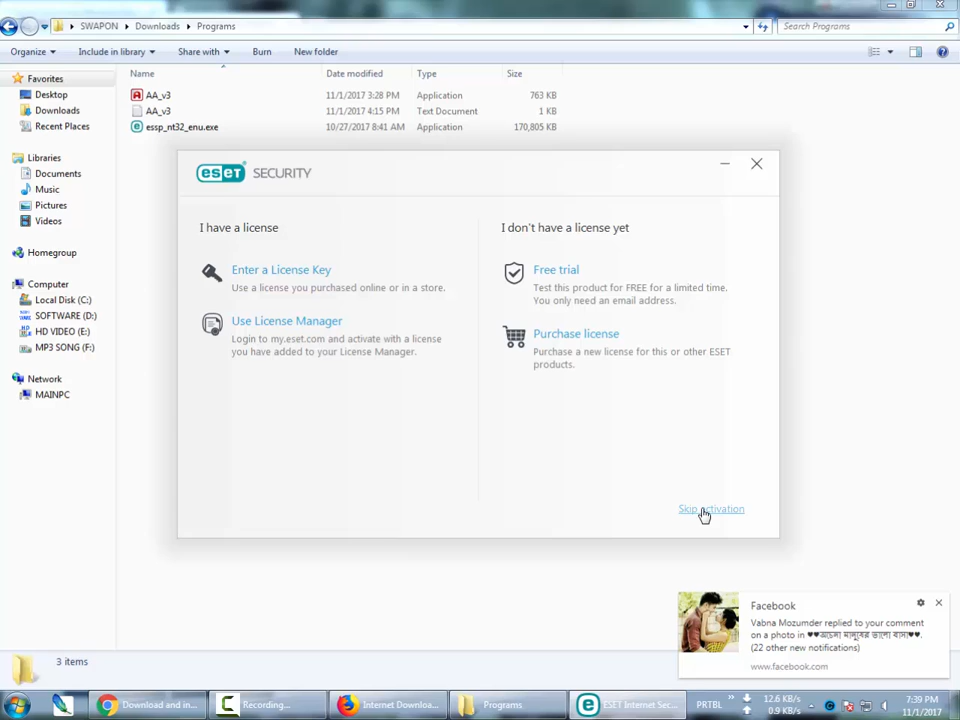 SWAPON
Downloads
Programs
Search Programs
Organize
Include in library
Share with
Burn
New folder
Name
Date modified
Type
Size
Favorites
Desktop
Downloads
Recent Places
Libraries
Documents
Music
Pictures
Videos
Homegroup
Computer
Local Disk (C:)
SOFTWARE (D:)
HD VIDEO (E:)
MP3 SONG (F:)
Network
MAINPC
AA_v3 11/1/2017 3:28 PM Application 763 KB
AA_v3 11/1/2017 4:15 PM Text Document 1 KB
essp_nt32_enu.exe 10/27/2017 8:41 AM Application 170,805 KB
eset SECURITY
I have a license
Enter a License Key
Use a license you purchased online or in a store.
Use License Manager
Login to my.eset.com and activate with a license
you have added to your License Manager.
I don't have a license yet
Free trial
Test this product for FREE for a limited time.
You only need an email address.
Purchase license
Purchase a new license for this or other ESET
products.
Skip activation
Facebook
Vabna Mozumder replied to your comment
on a photo in ♥♥অচেনা মানুষের ভালো বাসা♥♥.
(22 other new notifications)
www.facebook.com
3 items
Download and in...
Recording...
Internet Downloa...
Programs
ESET Internet Sec...
PRTBL
12.6 KB/s
0.9 KB/s
7:39 PM
11/1/2017